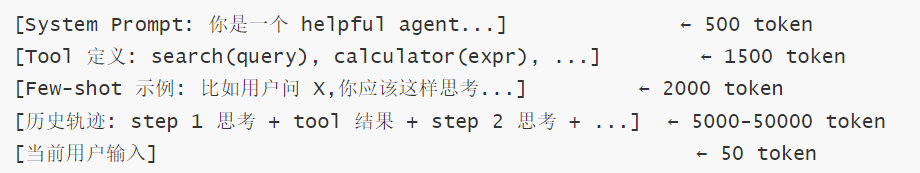 [System Prompt: 你是一个 helpful agent...] ← 500 token
[Tool 定义: search(query), calculator(expr), ...] ← 1500 token
[Few-shot 示例: 比如用户问 X,你应该这样思考...] ← 2000 token
[历史轨迹: step 1 思考 + tool 结果 + step 2 思考 + ...] ← 5000-50000 token
[当前用户输入] ← 50 token